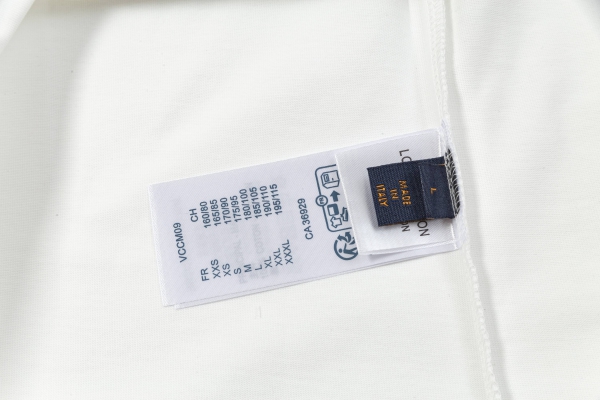 VCCM09
FR CH
XXS 160/80
XS 165/85
S 170/90
M 175/95
L 180/100
XL 185/105
XXL 190/110
XXXL 195/115
CA 36929
MADE
IN
ITALY
L